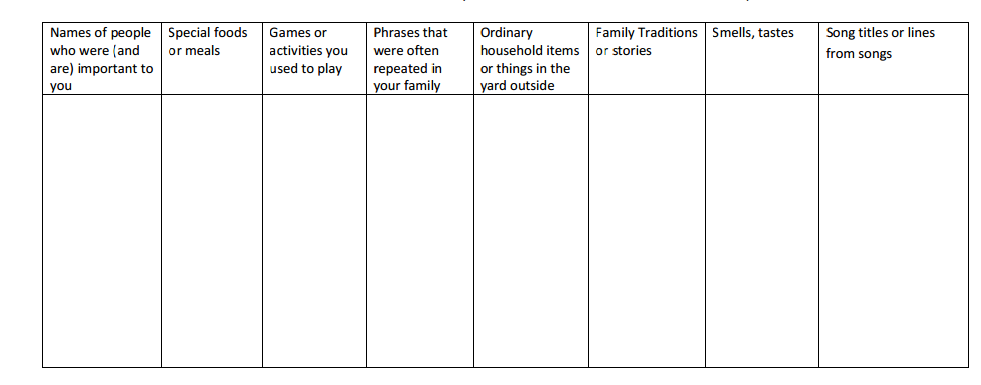 Names of people
who were (and
are) important to
you
Special foods
or meals
Games or
activities you
used to play
Phrases that
were often
repeated in
your family
Ordinary
household items
or things in the
yard outside
Family Traditions
or stories
Smells, tastes
Song titles or lines
from songs